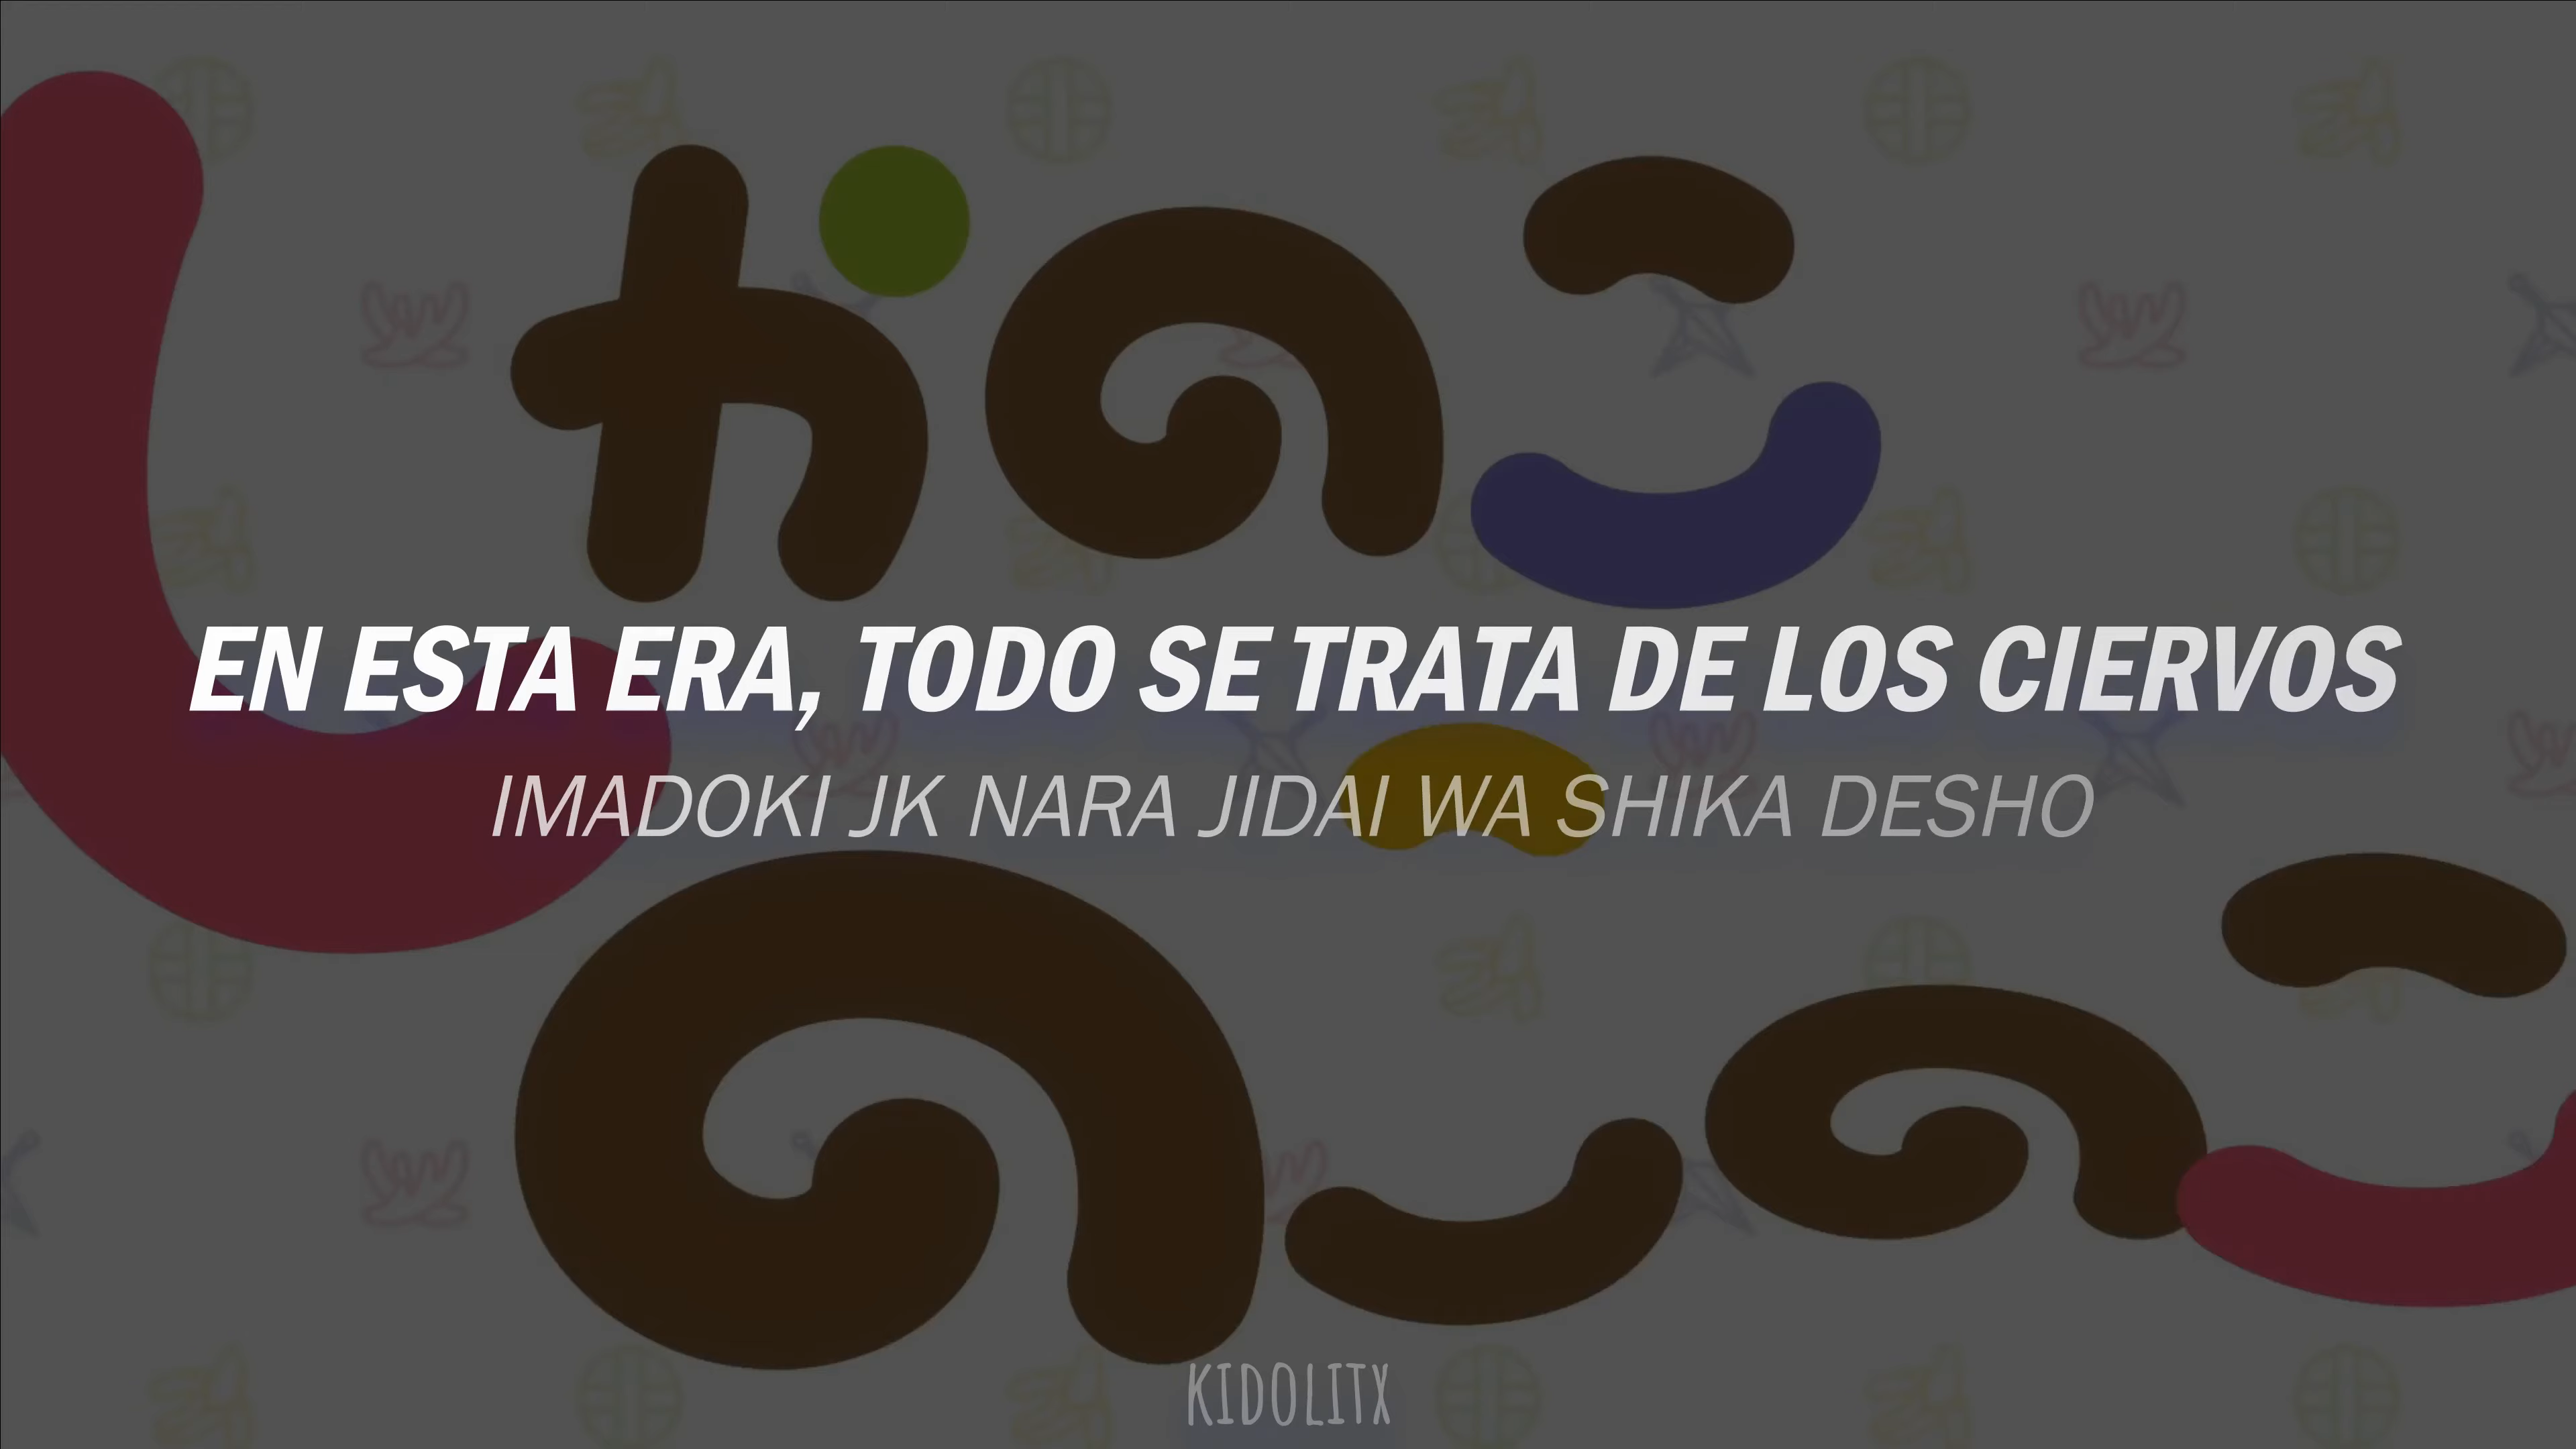 しかのこ
EN ESTA ERA, TODO SE TRATA DE LOS CIERVOS
IMADOKI JK NARA JIDAI WA SHIKA DESHO
のこのこ
KIDOLITX